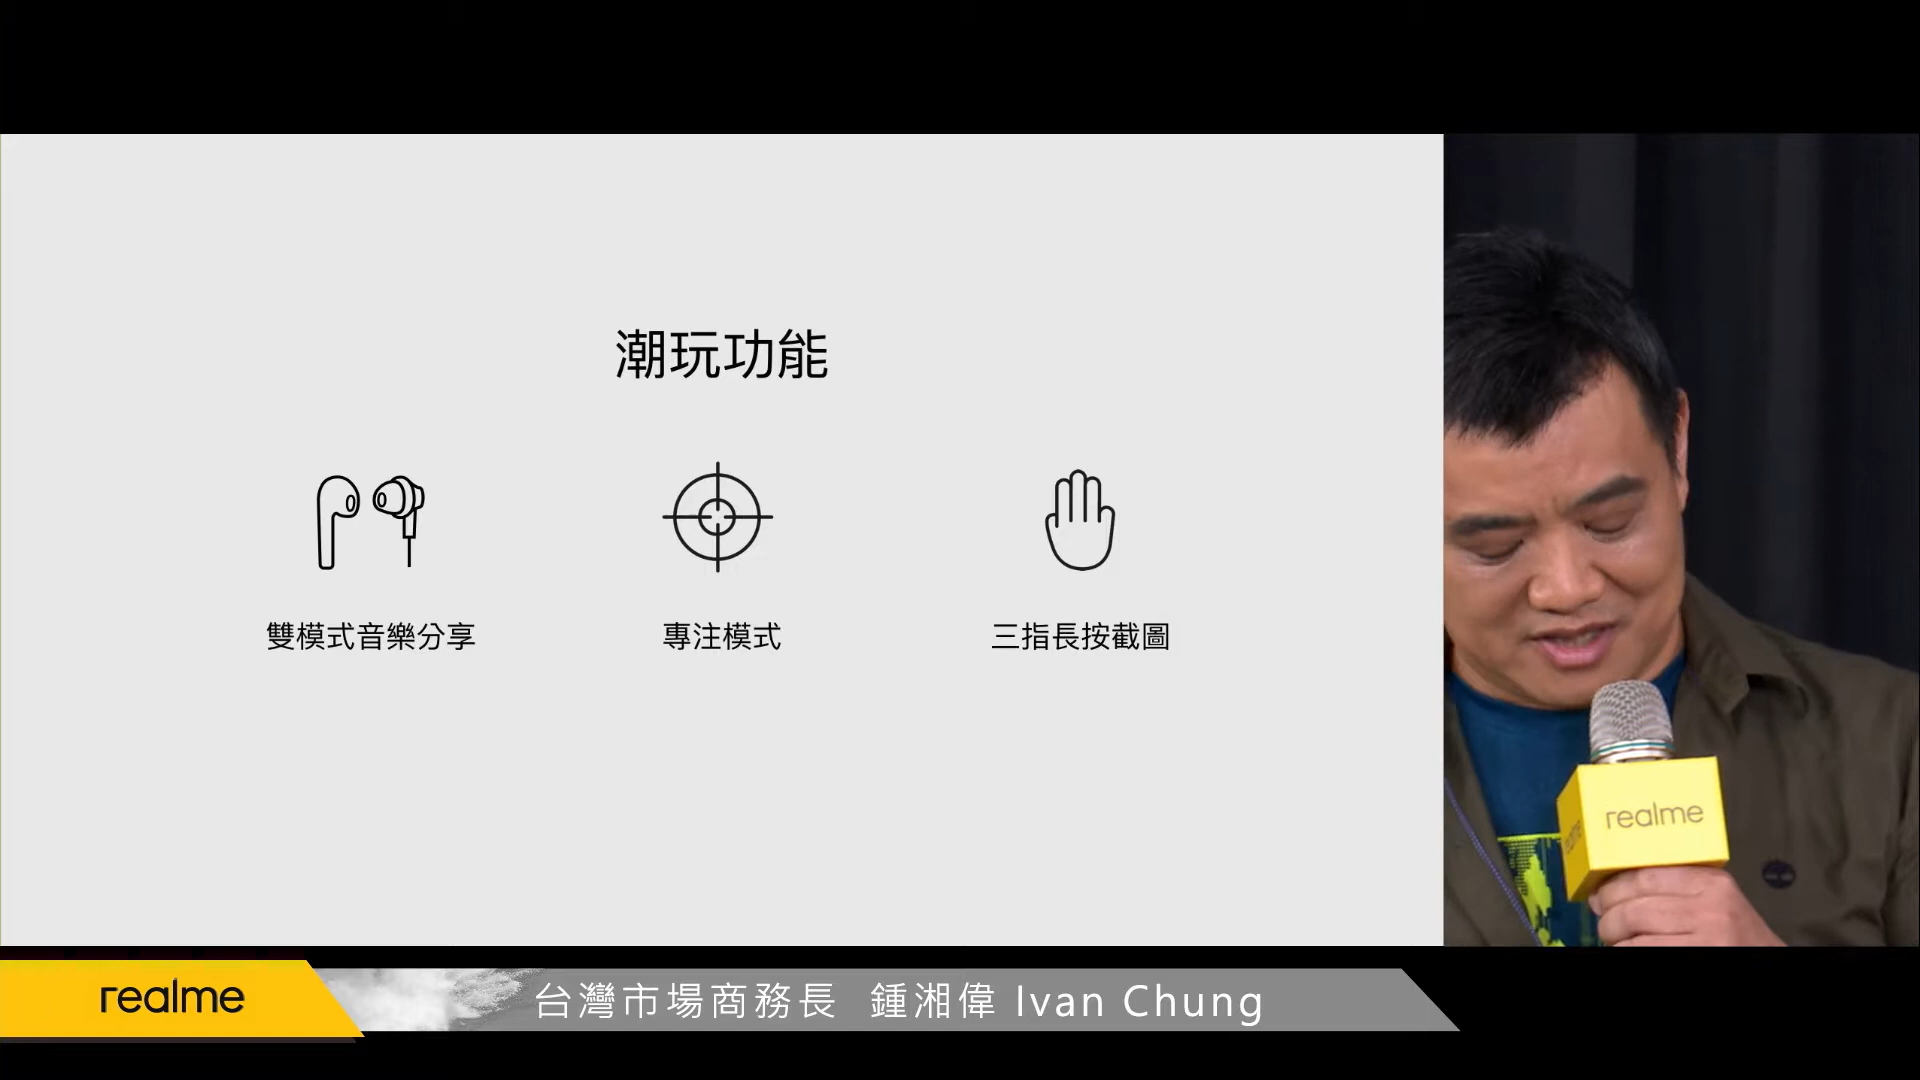 潮玩功能
雙模式音樂分享
專注模式
三指長按截圖
realme
realme
台灣市場商務長 鍾湘偉 Ivan Chung